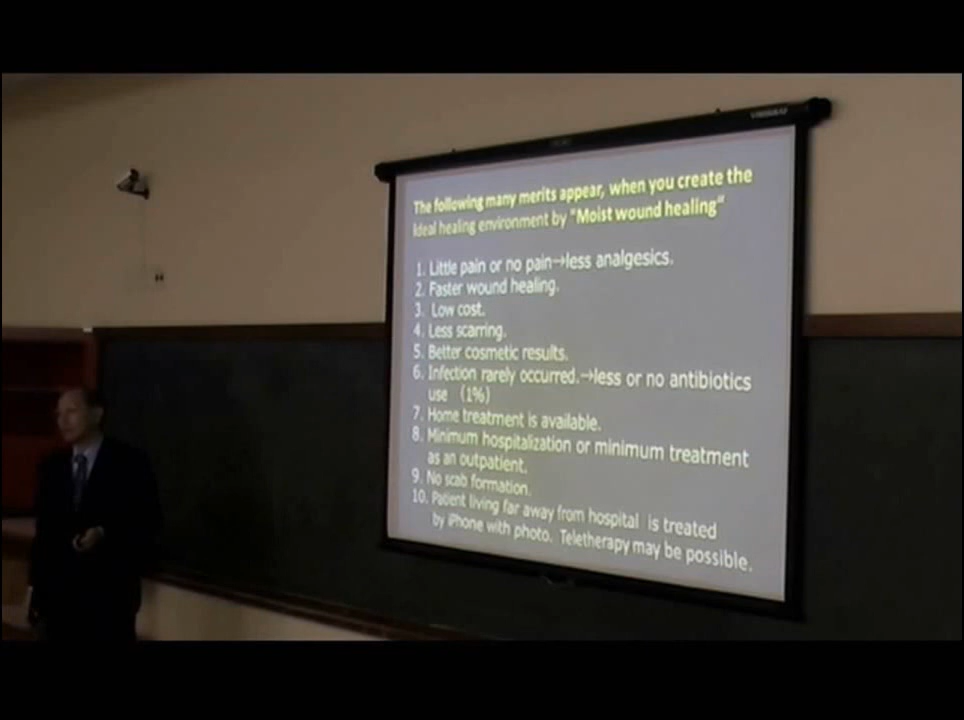 The following many merits appear, when you create the
Ideal healing environment by "Moist wound healing"
1. Little pain or no pain→less analgesics.
2. Faster wound healing.
3. Low cost.
4. Less scarring.
5. Better cosmetic results.
6. Infection rarely occurred.→less or no antibiotics
use (1%)
7. Home treatment is available.
8. Minimum hospitalization or minimum treatment
as an outpatient.
9. No scab formation.
10. Patient living far away from hospital is treated
by iPhone with photo. Teletherapy may be possible.